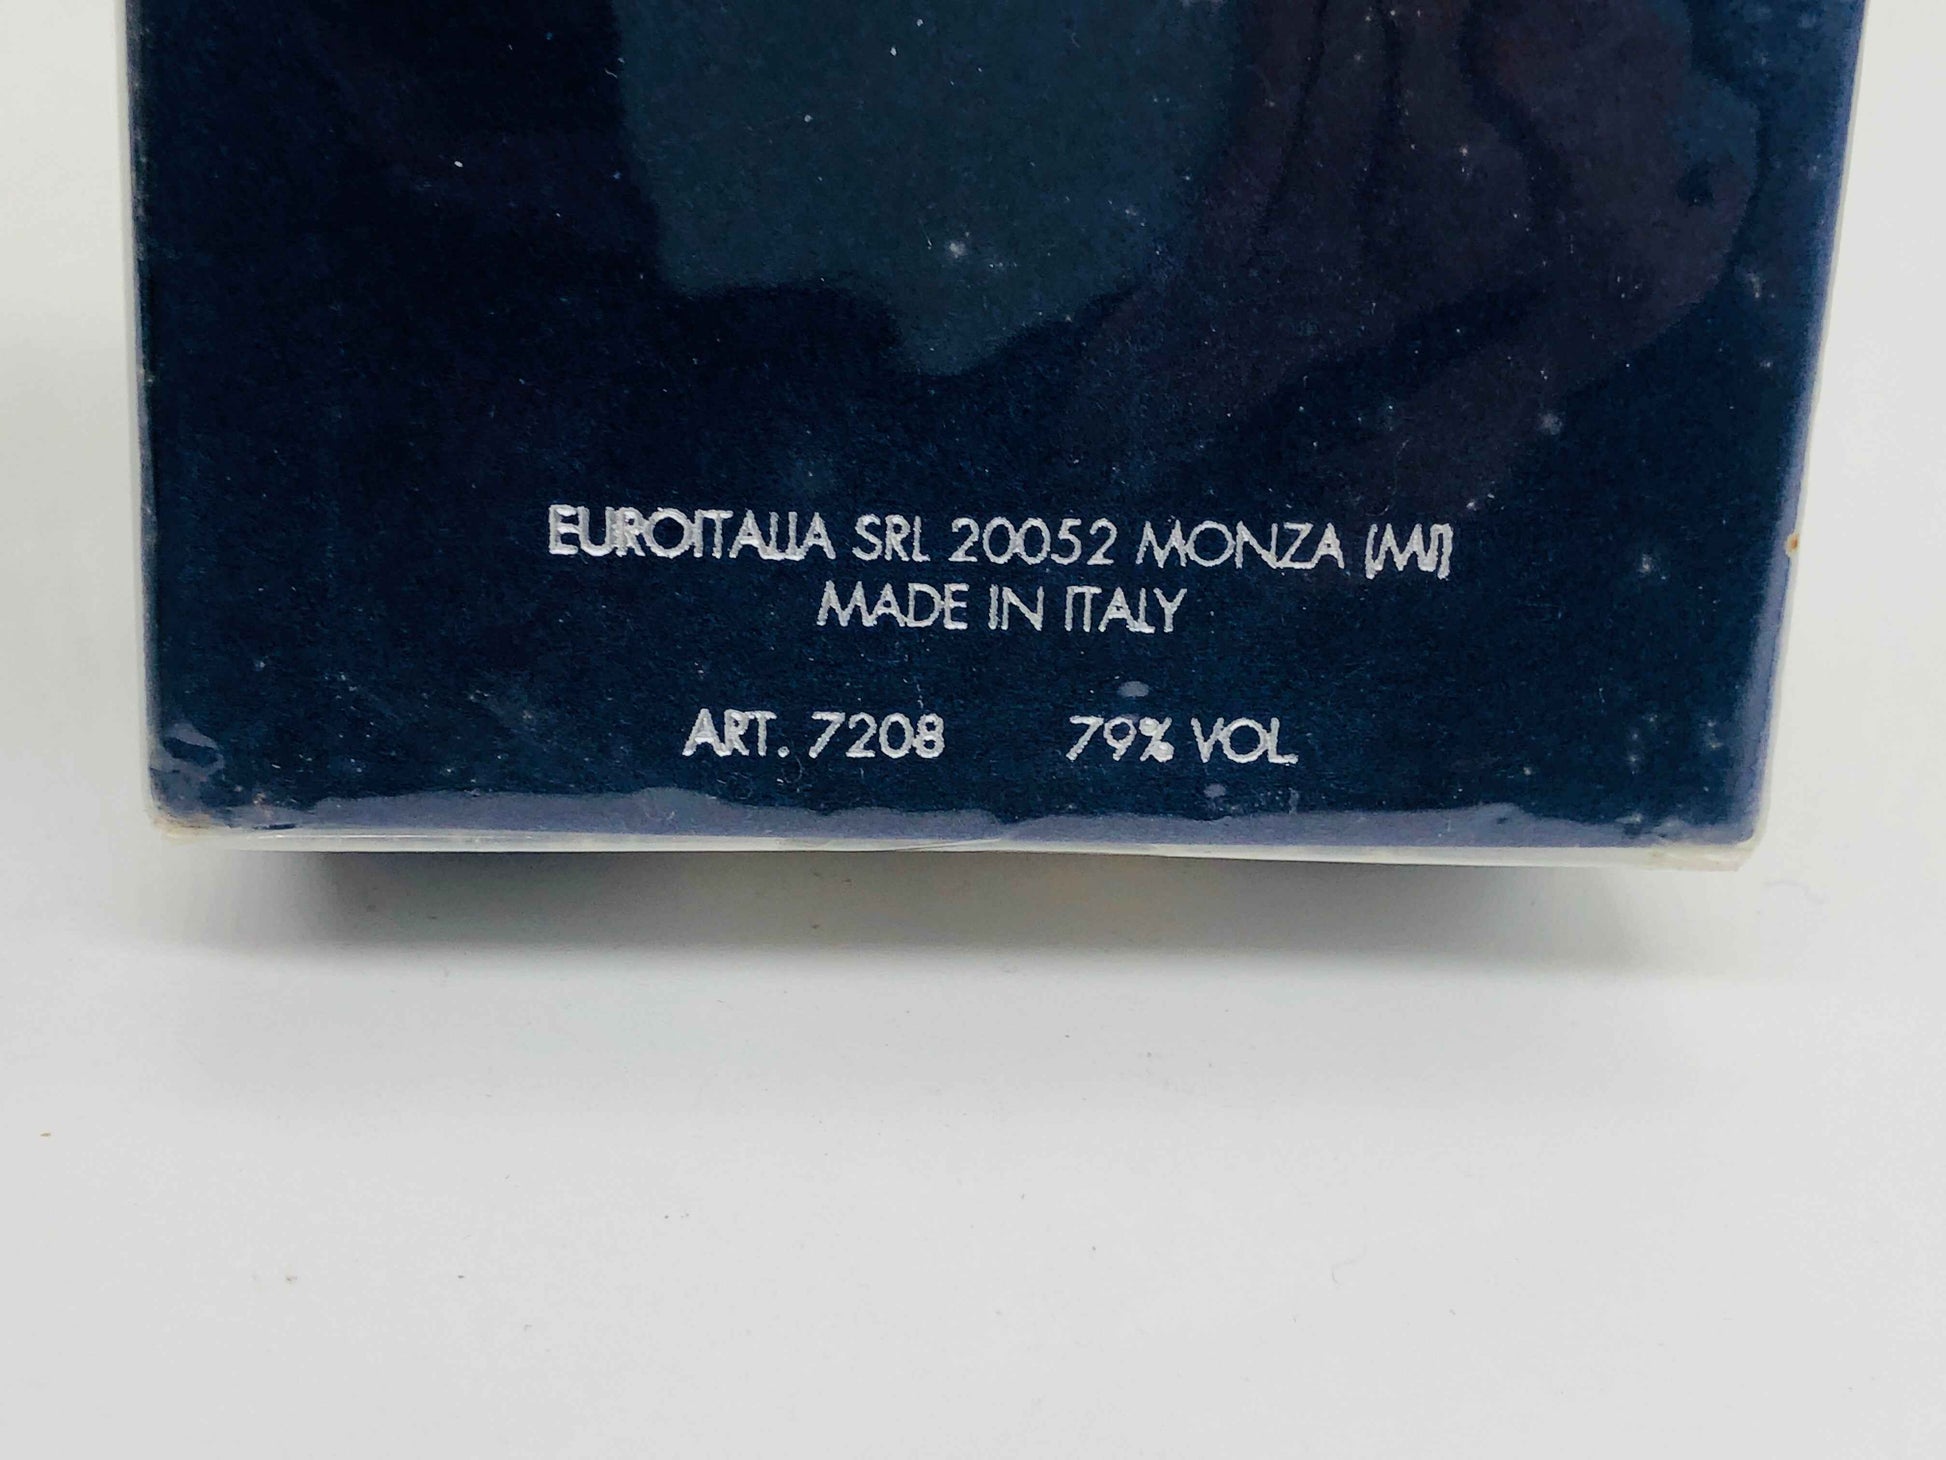 EUROITALIA SRL 20052 MONZA (MI)
MADE IN ITALY
ART. 7208 79% VOL